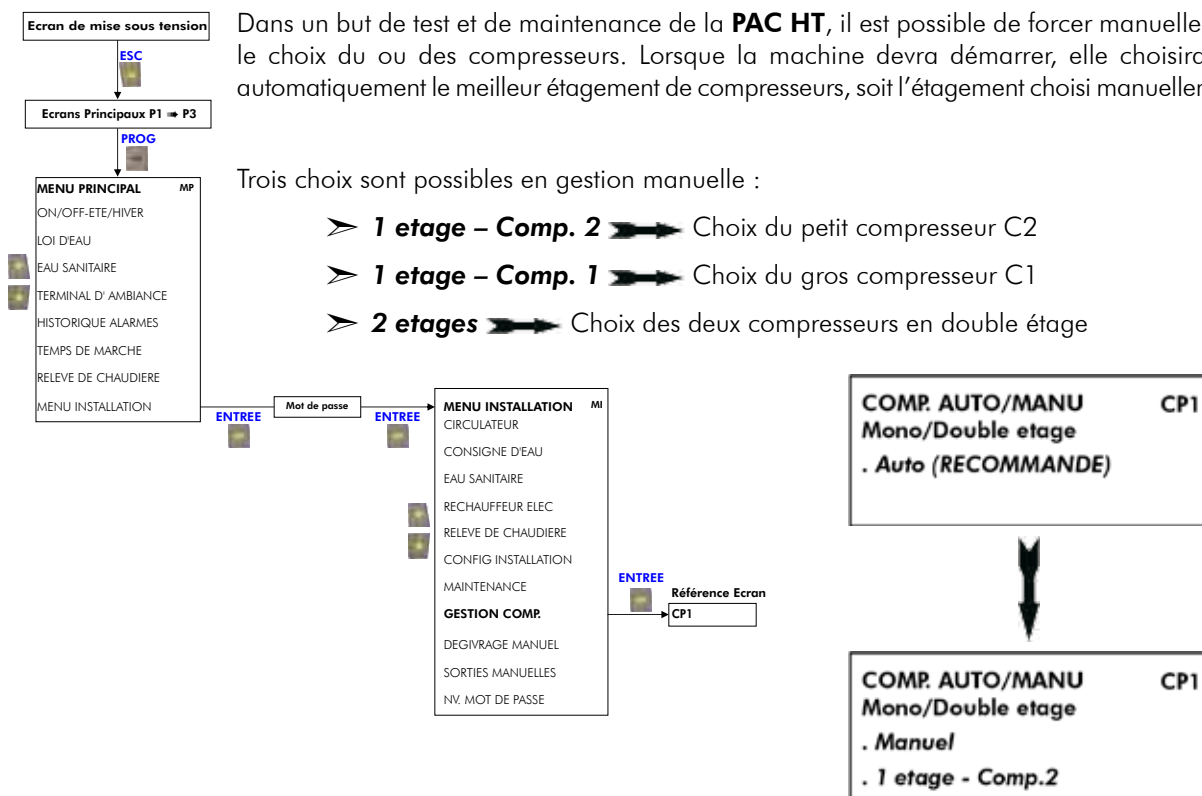 Ecran de mise sous tension
ESC
Ecrans Principaux P1 ➠ P3
PROG
Dans un but de test et de maintenance de la PAC HT, il est possible de forcer manuelle
le choix du ou des compresseurs. Lorsque la machine devra démarrer, elle choisira
automatiquement le meilleur étagement de compresseurs, soit l'étagement choisi manueller
Trois choix sont possibles en gestion manuelle :
➢ 1 etage – Comp. 2 ➸ Choix du petit compresseur C2
➢ 1 etage – Comp. 1 ➸ Choix du gros compresseur C1
➢ 2 etages ➸ Choix des deux compresseurs en double étage
MENU PRINCIPAL MP
ON/OFF-ETE/HIVER
LOI D'EAU
EAU SANITAIRE
TERMINAL D' AMBIANCE
HISTORIQUE ALARMES
TEMPS DE MARCHE
RELEVE DE CHAUDIERE
MENU INSTALLATION
ENTREE
Mot de passe
ENTREE
MENU INSTALLATION MI
CIRCULATEUR
CONSIGNE D'EAU
EAU SANITAIRE
RECHAUFFEUR ELEC
RELEVE DE CHAUDIERE
CONFIG INSTALLATION
MAINTENANCE
GESTION COMP.
DEGIVRAGE MANUEL
SORTIES MANUELLES
NV. MOT DE PASSE
ENTREE
Référence Ecran
CP1
COMP. AUTO/MANU CP1
Mono/Double etage
. Auto (RECOMMANDE)
COMP. AUTO/MANU CP1
Mono/Double etage
. Manuel
. 1 etage - Comp.2